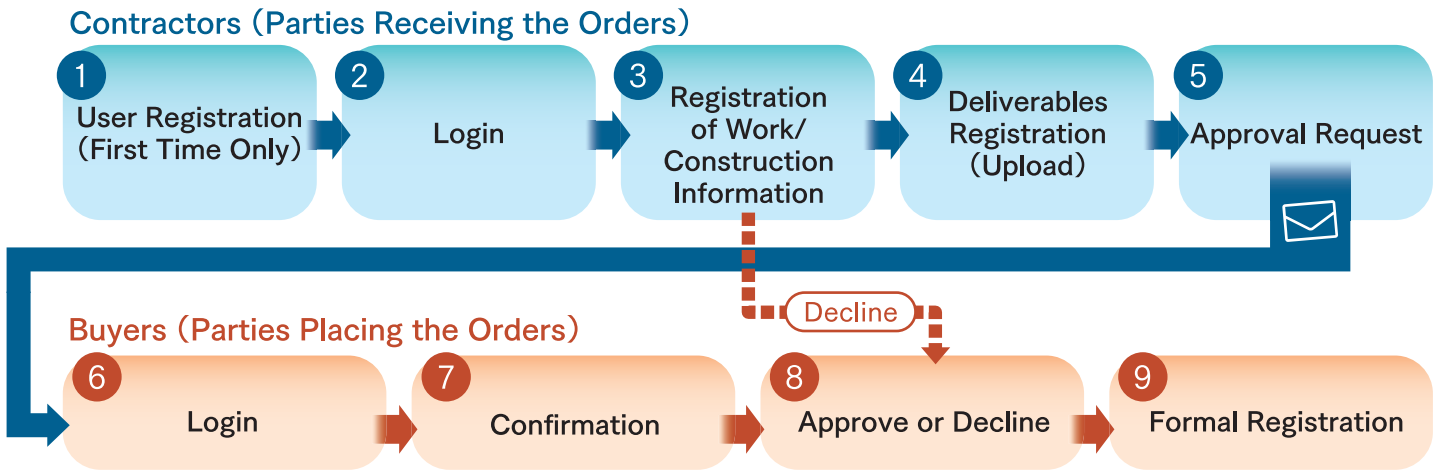 Contractors (Parties Receiving the Orders)
1
User Registration
(First Time Only)
2
Login
3
Registration
of Work/
Construction
Information
4
Deliverables
Registration
(Upload)
5
Approval Request
Decline
Buyers (Parties Placing the Orders)
6
Login
7
Confirmation
8
Approve or Decline
9
Formal Registration